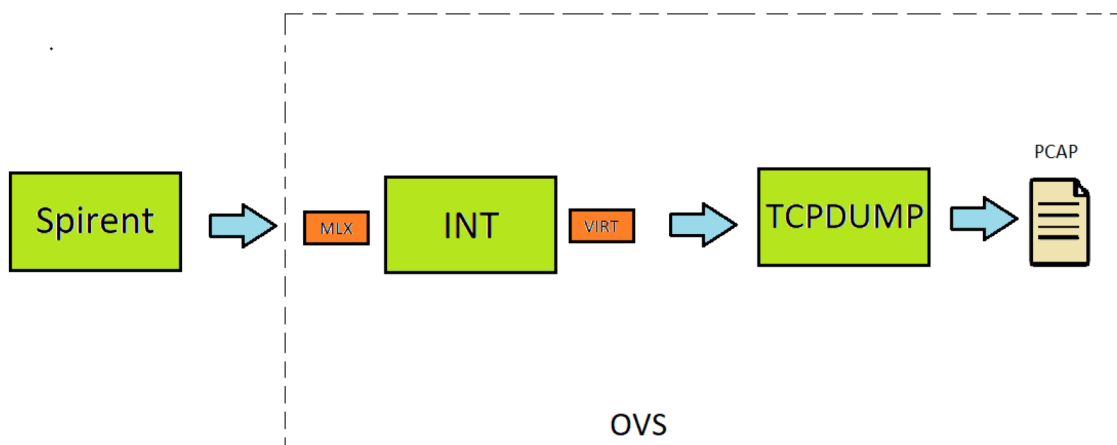 Spirent
MLX
INT
VIRT
TCPDUMP
PCAP
OVS